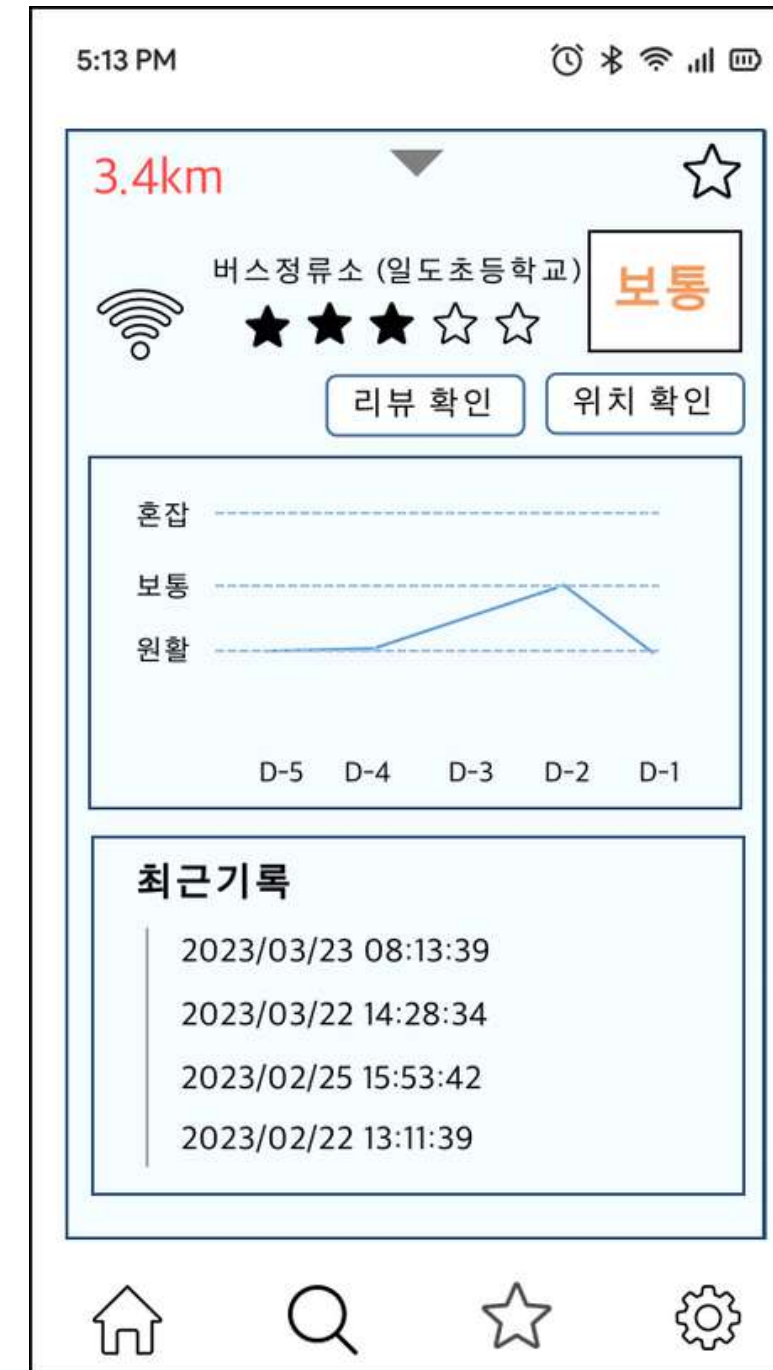 5:13 PM
3.4km
버스정류소 (일도초등학교)
보통
리뷰 확인
위치 확인
혼잡
보통
원활
D-5 D-4 D-3 D-2 D-1
최근기록
2023/03/23 08:13:39
2023/03/22 14:28:34
2023/02/25 15:53:42
2023/02/22 13:11:39